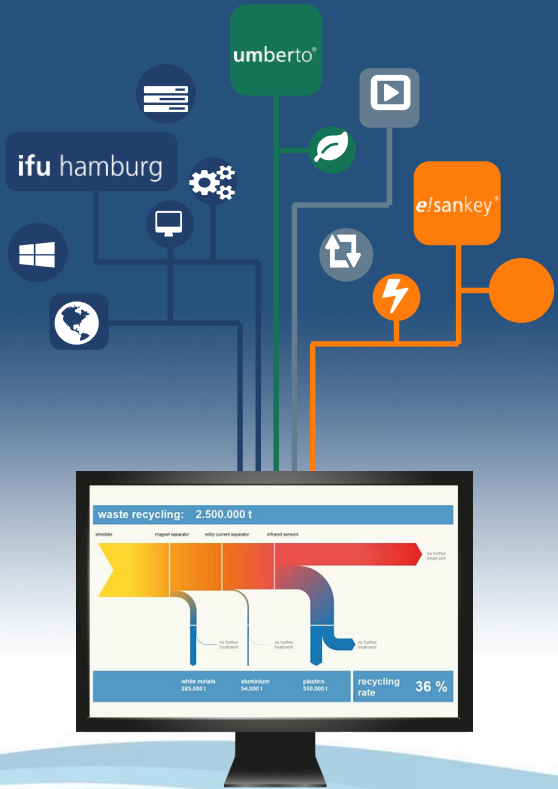 umberto®
ifu hamburg
e!sankey®
waste recycling: 2.500.000 t
shredder
magnet separator
eddy current separator
infrared sensors
no further
treatment
no further
treatment
no further
treatment
no further
treatment
white metals
285.000 t
aluminium
54.000 t
plastics
550.000 t
recycling
rate
36 %